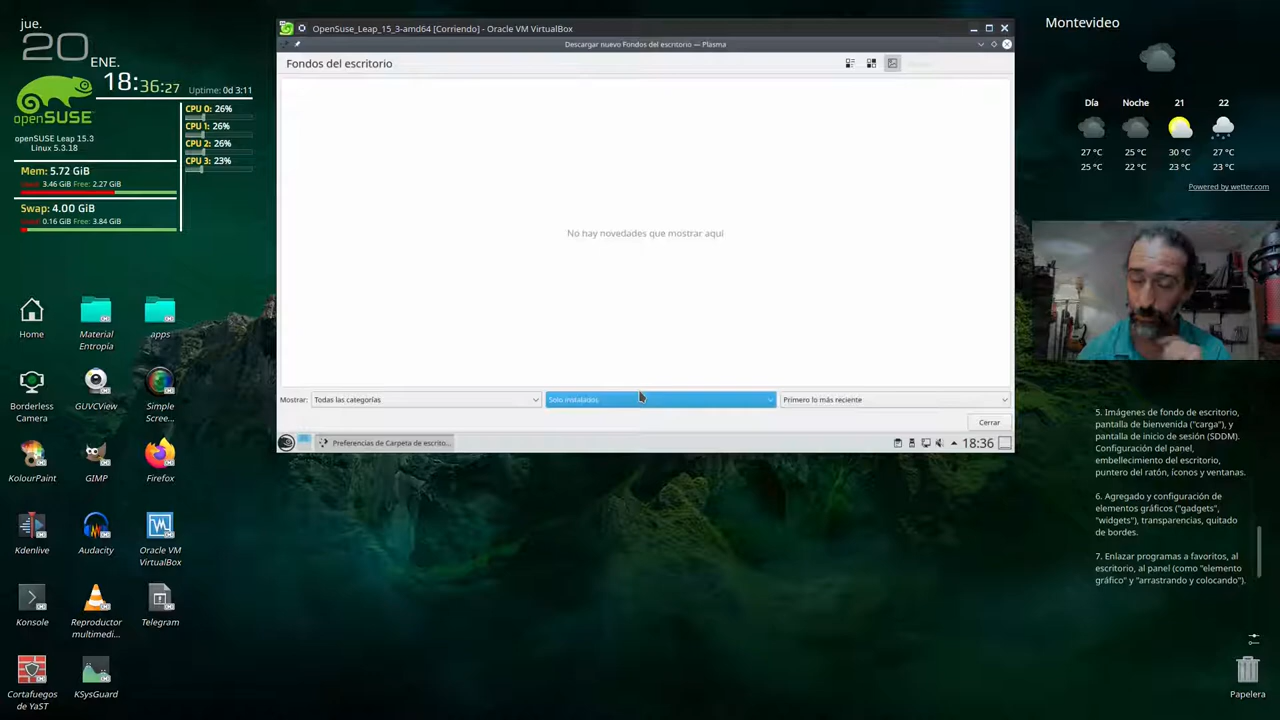 jue.
20
ENE.
18:36:27
Uptime: 0d 3:11
openSUSE
openSUSE Leap 15.3
Linux 5.3.18
CPU 0: 26%
CPU 1: 26%
CPU 2: 26%
CPU 3: 23%
Mem: 5.72 GiB
Used: 3.46 GiB Free: 2.27 GiB
Swap: 4.00 GiB
Used: 0.16 GiB Free: 3.84 GiB
Home
Material
Entropía
apps
Borderless
Camera
GUVCView
Simple
Scree...
KolourPaint
GIMP
Firefox
Kdenlive
Audacity
Oracle VM
VirtualBox
Konsole
Reproductor
multimedi...
Telegram
Cortafuegos
de YaST
KSysGuard
OpenSuse_Leap_15_3-amd64 [Corriendo] - Oracle VM VirtualBox
Descargar nuevo Fondos del escritorio — Plasma
Fondos del escritorio
No hay novedades que mostrar aquí
Mostrar:
Todas las categorías
Solo instalados
Primero lo más reciente
Cerrar
Preferencias de Carpeta de escrito...
18:36
Montevideo
Día
Noche
21
22
27 °C
25 °C
30 °C
27 °C
25 °C
22 °C
23 °C
23 °C
Powered by wetter.com
5. Imágenes de fondo de escritorio,
pantalla de bienvenida ("carga"), y
pantalla de inicio de sesión (SDDM).
Configuración del panel,
embellecimiento del escritorio,
puntero del ratón, íconos y ventanas.
6. Agregado y configuración de
elementos gráficos ("gadgets",
"widgets"), transparencias, quitado
de bordes.
7. Enlazar programas a favoritos, al
escritorio, al panel (como "elemento
gráfico" y "arrastrando y colocando").
Papelera